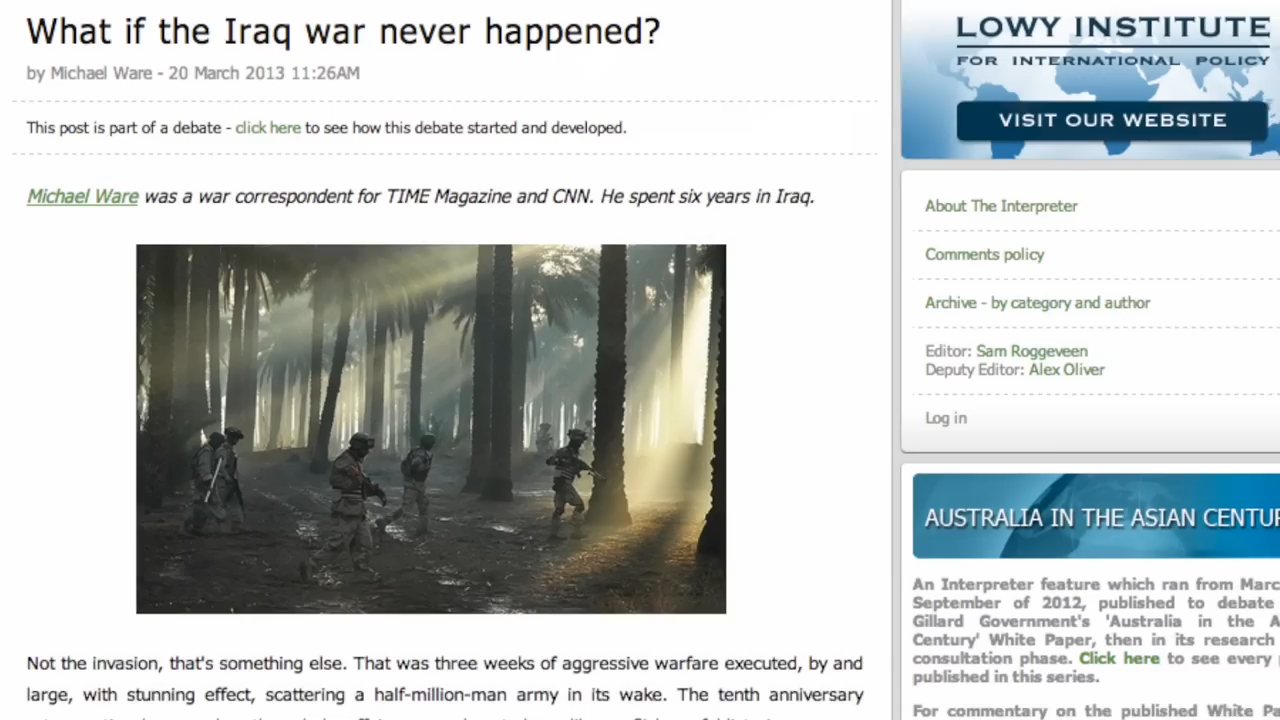 What if the Iraq war never happened?
by Michael Ware - 20 March 2013 11:26AM
This post is part of a debate - click here to see how this debate started and developed.
Michael Ware was a war correspondent for TIME Magazine and CNN. He spent six years in Iraq.
Not the invasion, that's something else. That was three weeks of aggressive warfare executed, by and
large, with stunning effect, scattering a half-million-man army in its wake. The tenth anniversary
LOWY INSTITUTE
FOR INTERNATIONAL POLICY
VISIT OUR WEBSITE
About The Interpreter
Comments policy
Archive - by category and author
Editor: Sam Roggeveen
Deputy Editor: Alex Oliver
Log in
AUSTRALIA IN THE ASIAN
An Interpreter feature which ran from
September of 2012, published to debate
Gillard Government's 'Australia in the
Century' White Paper, then in its research
consultation phase. Click here to see every
published in this series.
For commentary on the published White